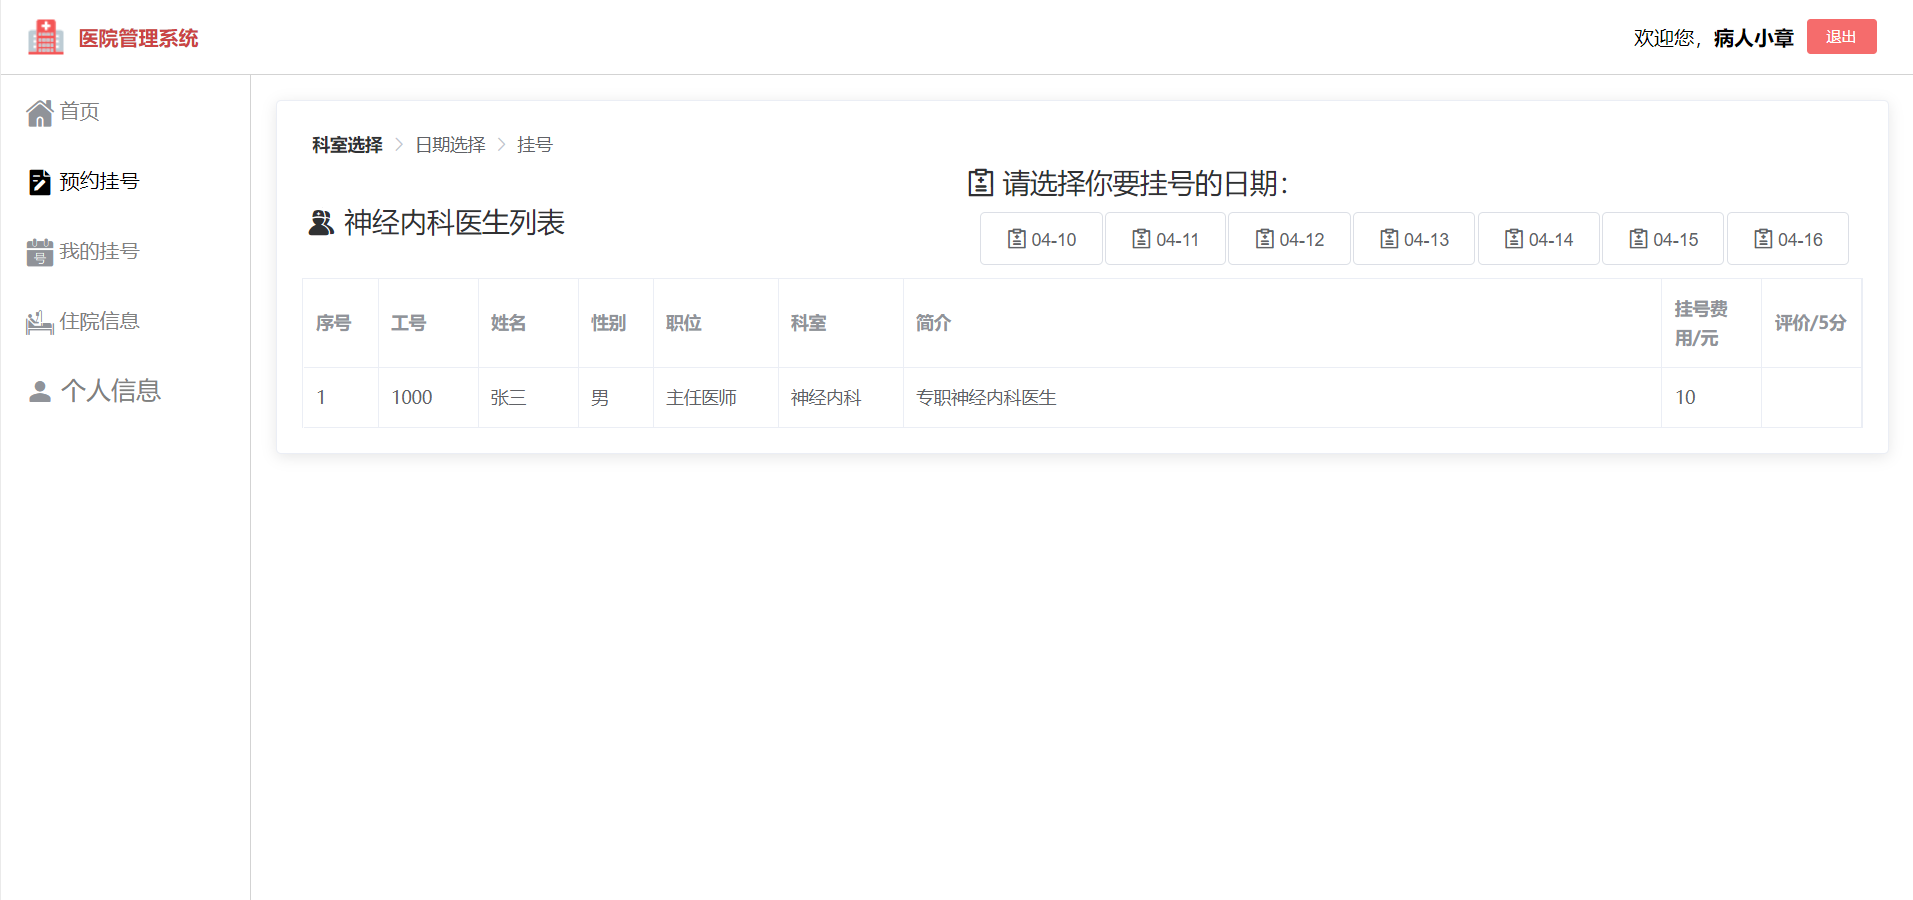 医院管理系统
欢迎您，病人小章
退出
首页
预约挂号
号
我的挂号
住院信息
个人信息
科室选择 > 日期选择 > 挂号
请选择你要挂号的日期：
神经内科医生列表
04-10 04-11 04-12 04-13 04-14 04-15 04-16
序号 工号 姓名 性别 职位 科室 简介 挂号费用/元 评价/5分
1 1000 张三 男 主任医师 神经内科 专职神经内科医生 10